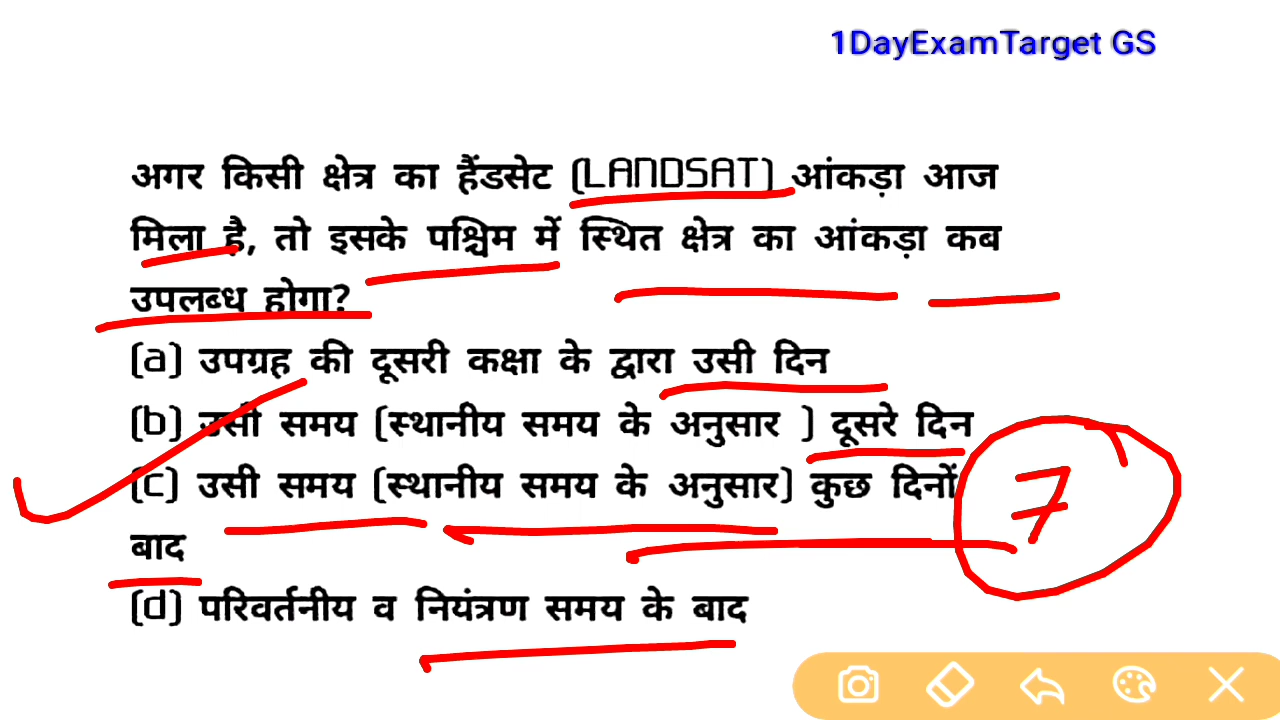 1DayExamTarget GS
अगर किसी क्षेत्र का हैंडसेट (LANDSAT) आंकड़ा आज
मिला है, तो इसके पश्चिम में स्थित क्षेत्र का आंकड़ा कब
उपलब्ध होगा?
(a) उपग्रह की दूसरी कक्षा के द्वारा उसी दिन
(b) उसी समय (स्थानीय समय के अनुसार ) दूसरे दिन
(c) उसी समय (स्थानीय समय के अनुसार) कुछ दिनों
7
बाद
(d) परिवर्तनीय व नियंत्रण समय के बाद